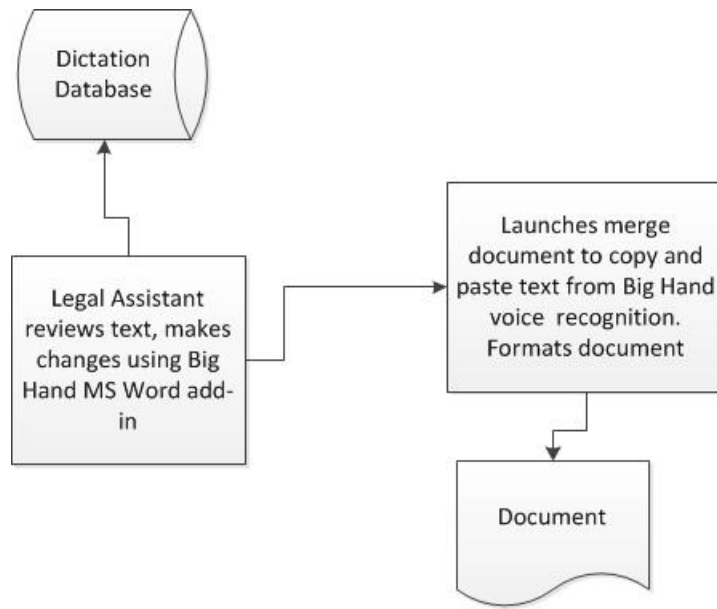 Dictation
Database
Legal Assistant
reviews text, makes
changes using Big
Hand MS Word add-
in
Launches merge
document to copy and
paste text from Big Hand
voice recognition.
Formats document
Document